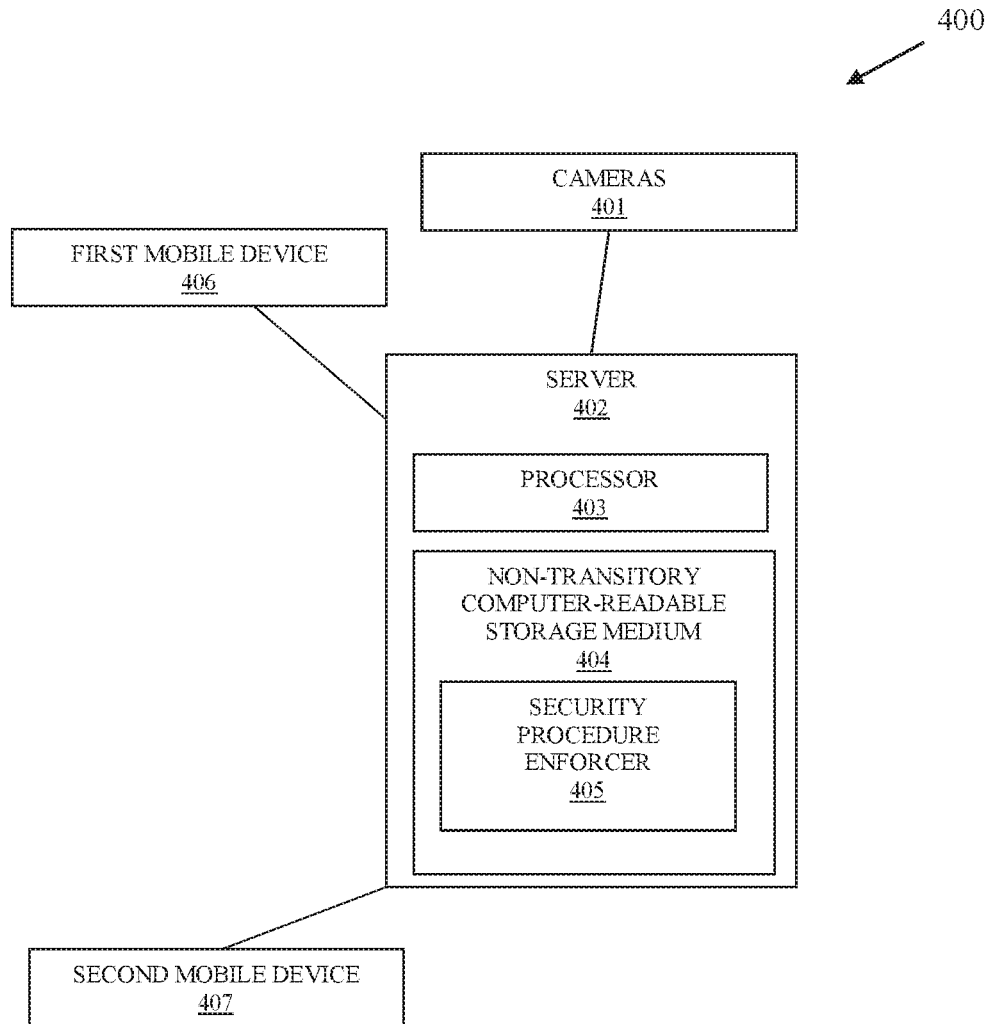 400
CAMERAS
401
FIRST MOBILE DEVICE
406
SERVER
402
PROCESSOR
403
NON-TRANSITORY
COMPUTER-READABLE
STORAGE MEDIUM
404
SECURITY
PROCEDURE
ENFORCER
405
SECOND MOBILE DEVICE
407